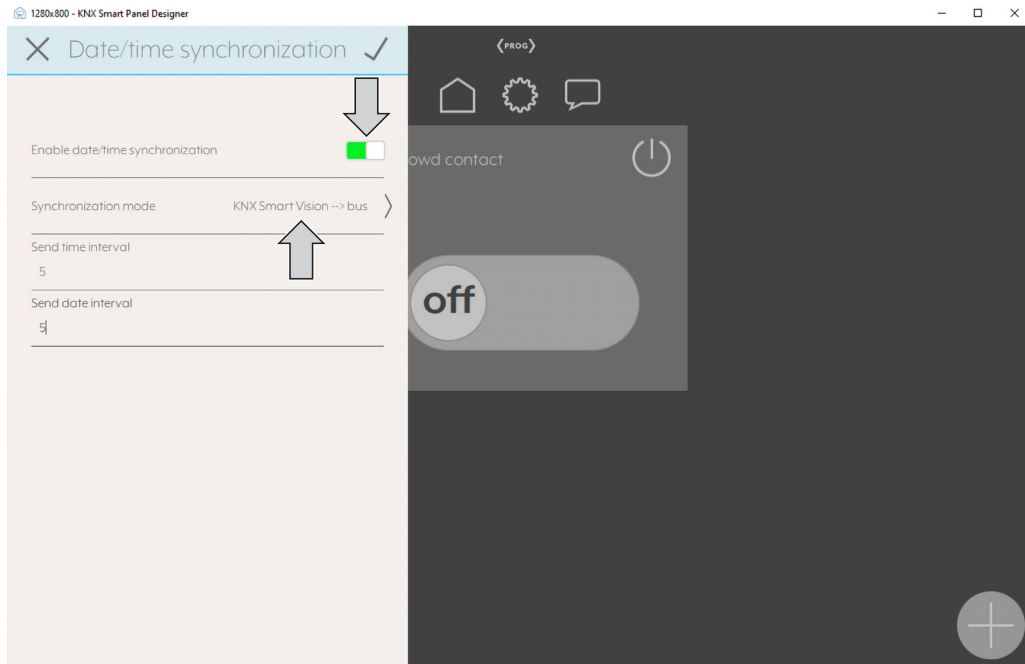 1280x800 - KNX Smart Panel Designer
Date/time synchronization
PROG
Enable date/time synchronization
owd contact
Synchronization mode
KNX Smart Vision --> bus
Send time interval
5
Send date interval
5
off